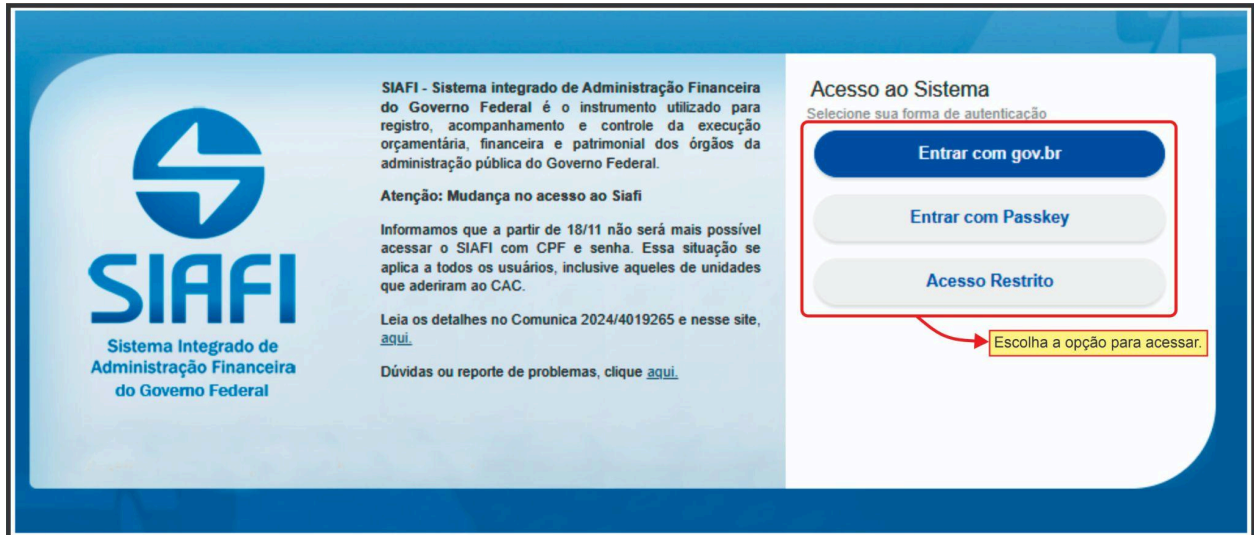 SIAFI
Sistema Integrado de
Administração Financeira
do Governo Federal
SIAFI - Sistema integrado de Administração Financeira
do Governo Federal é o instrumento utilizado para
registro, acompanhamento e controle da execução
orçamentária, financeira e patrimonial dos órgãos da
administração pública do Governo Federal.
Atenção: Mudança no acesso ao Siafi
Informamos que a partir de 18/11 não será mais possível
acessar o SIAFI com CPF e senha. Essa situação se
aplica a todos os usuários, inclusive aqueles de unidades
que aderiram ao CAC.
Leia os detalhes no Comunica 2024/4019265 e nesse site,
aqui.
Dúvidas ou reporte de problemas, clique aqui.
Acesso ao Sistema
Selecione sua forma de autenticação
Entrar com gov.br
Entrar com Passkey
Acesso Restrito
Escolha a opção para acessar.